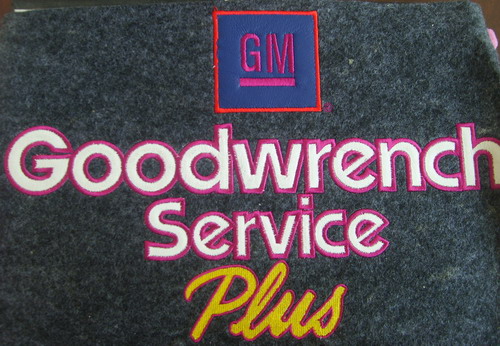 GM
Goodwrench
Service
Plus